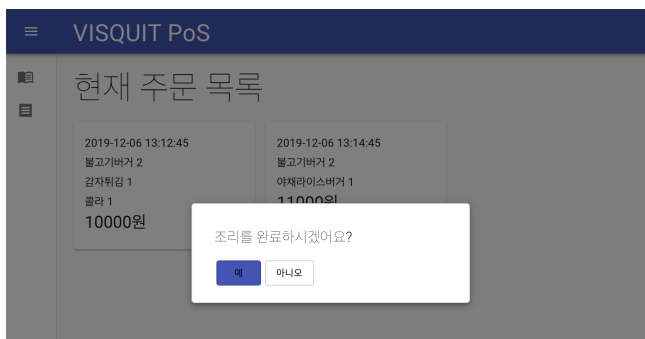 VISQUIT PoS
현재 주문 목록
2019-12-06 13:12:45
불고기버거 2
감자튀김 1
콜라 1
10000원
2019-12-06 13:14:45
불고기버거 2
야채라이스버거 1
11000원
조리를 완료하시겠어요?
예
아니오